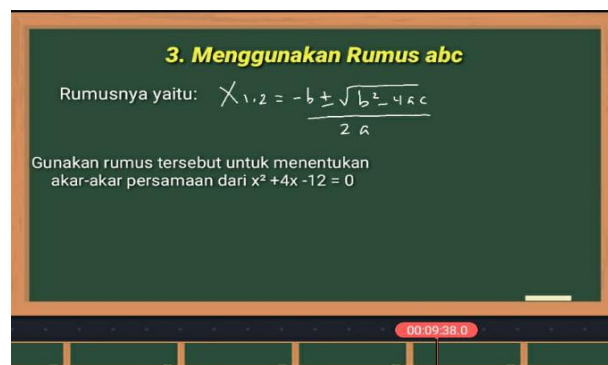 3. Menggunakan Rumus abc
Rumusnya yaitu: X1,2 = -b ± √b²-4ac
2a
Gunakan rumus tersebut untuk menentukan
akar-akar persamaan dari x² +4x -12 = 0
00:09:38.0